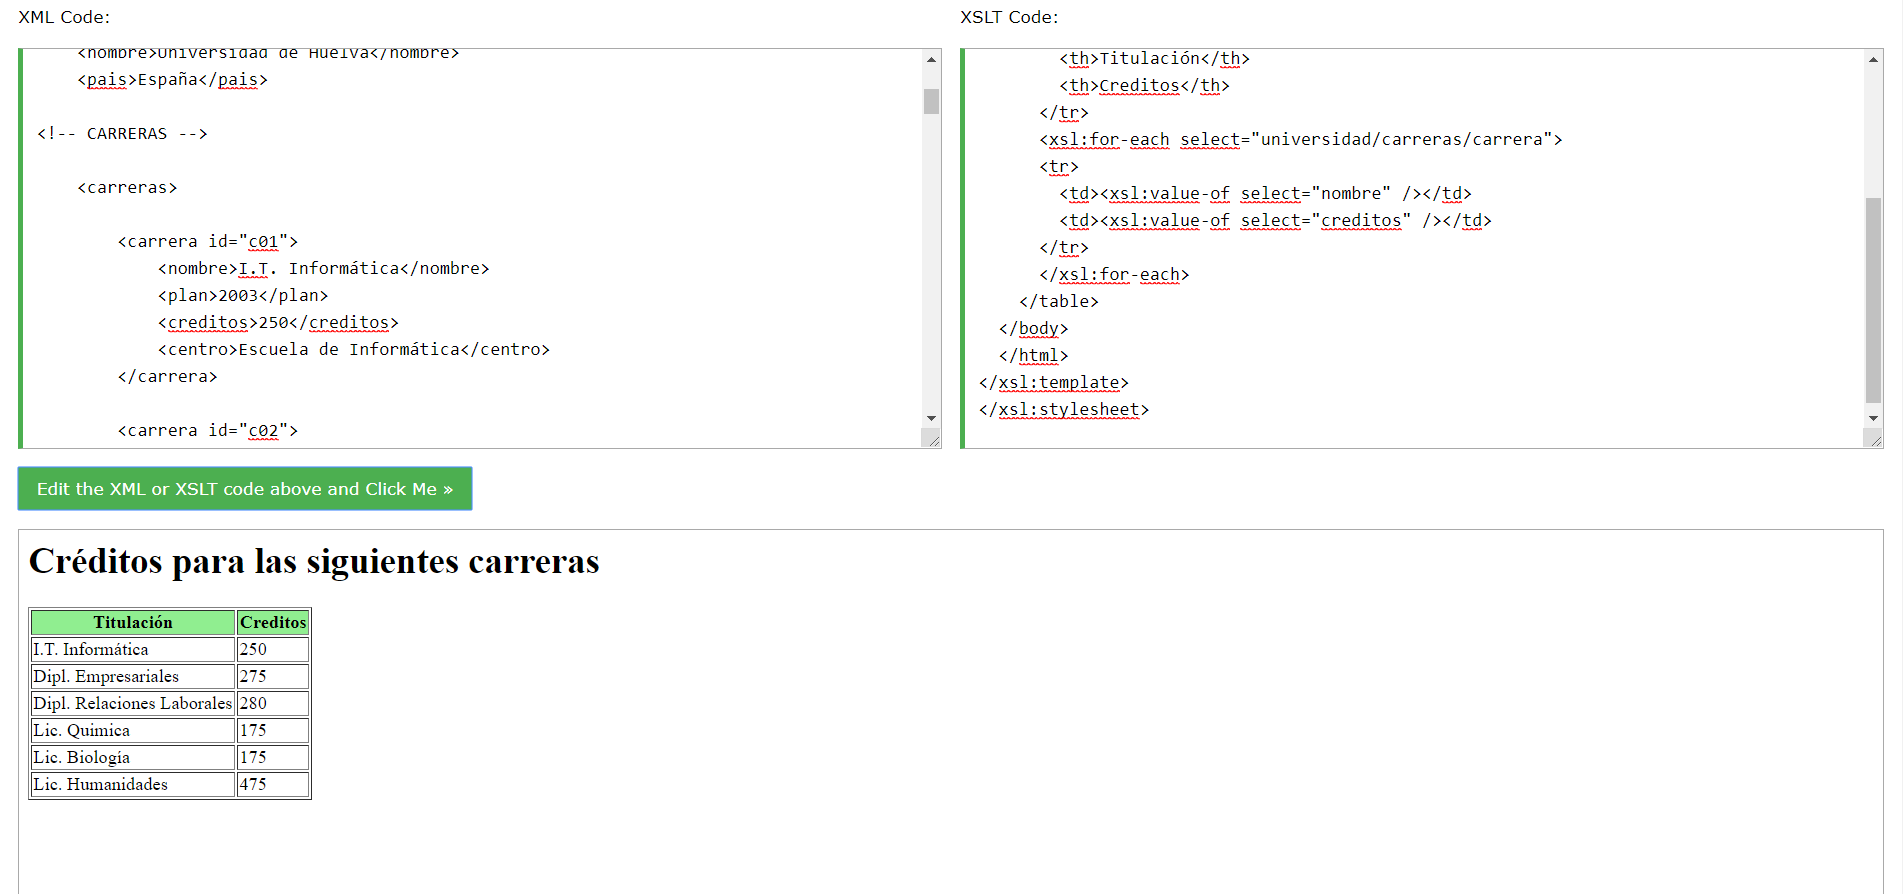 XML Code:
<nombre>Universidad de Huelva</nombre>
<pais>España</pais>
<!-- CARRERAS -->
<carreras>
<carrera id="c01">
<nombre>I.T. Informática</nombre>
<plan>2003</plan>
<creditos>250</creditos>
<centro>Escuela de Informática</centro>
</carrera>
<carrera id="c02">
XSLT Code:
<th>Titulación</th>
<th>Creditos</th>
</tr>
<xsl:for-each select="universidad/carreras/carrera">
<tr>
<td><xsl:value-of select="nombre" /></td>
<td><xsl:value-of select="creditos" /></td>
</tr>
</xsl:for-each>
</table>
</body>
</html>
</xsl:template>
</xsl:stylesheet>
Edit the XML or XSLT code above and Click Me »
Créditos para las siguientes carreras
Titulación Creditos
I.T. Informática 250
Dipl. Empresariales 275
Dipl. Relaciones Laborales 280
Lic. Quimica 175
Lic. Biología 175
Lic. Humanidades 475